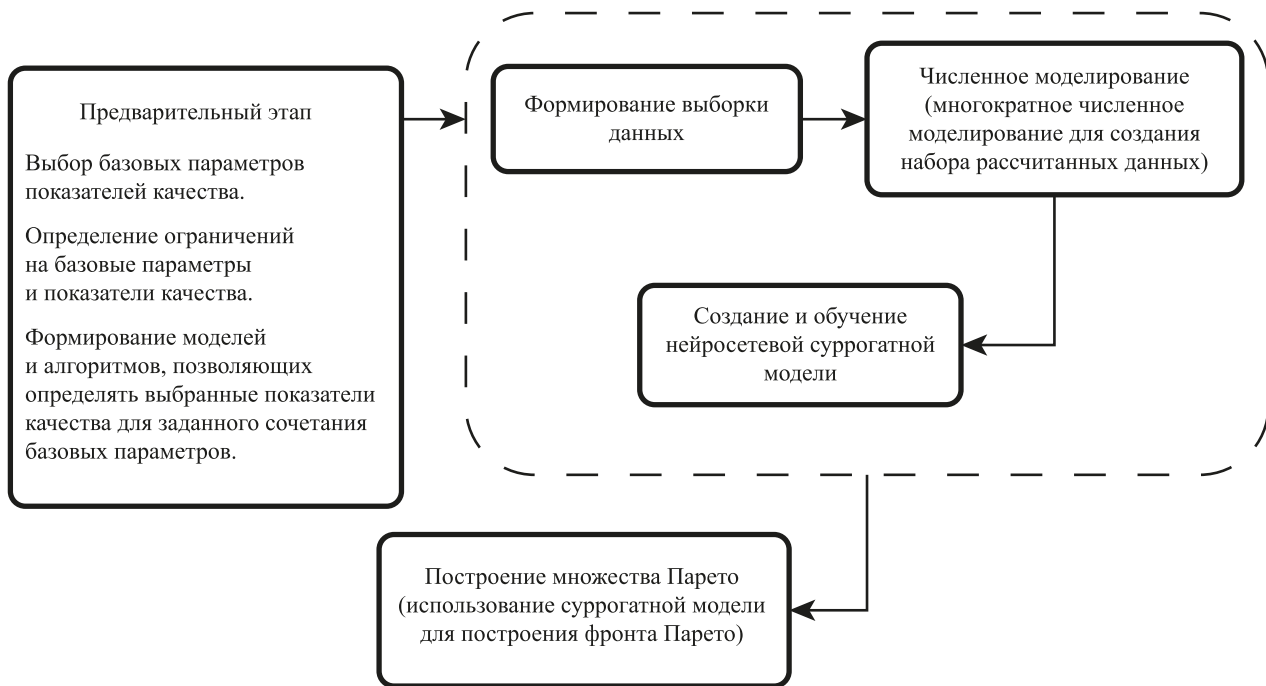 Предварительный этап
Выбор базовых параметров
показателей качества.
Определение ограничений
на базовые параметры
и показатели качества.
Формирование моделей
и алгоритмов, позволяющих
определять выбранные показатели
качества для заданного сочетания
базовых параметров.
Формирование выборки
данных
Численное моделирование
(многократное численное
моделирование для создания
набора рассчитанных данных)
Создание и обучение
нейросетевой суррогатной
модели
Построение множества Парето
(использование суррогатной модели
для построения фронта Парето)